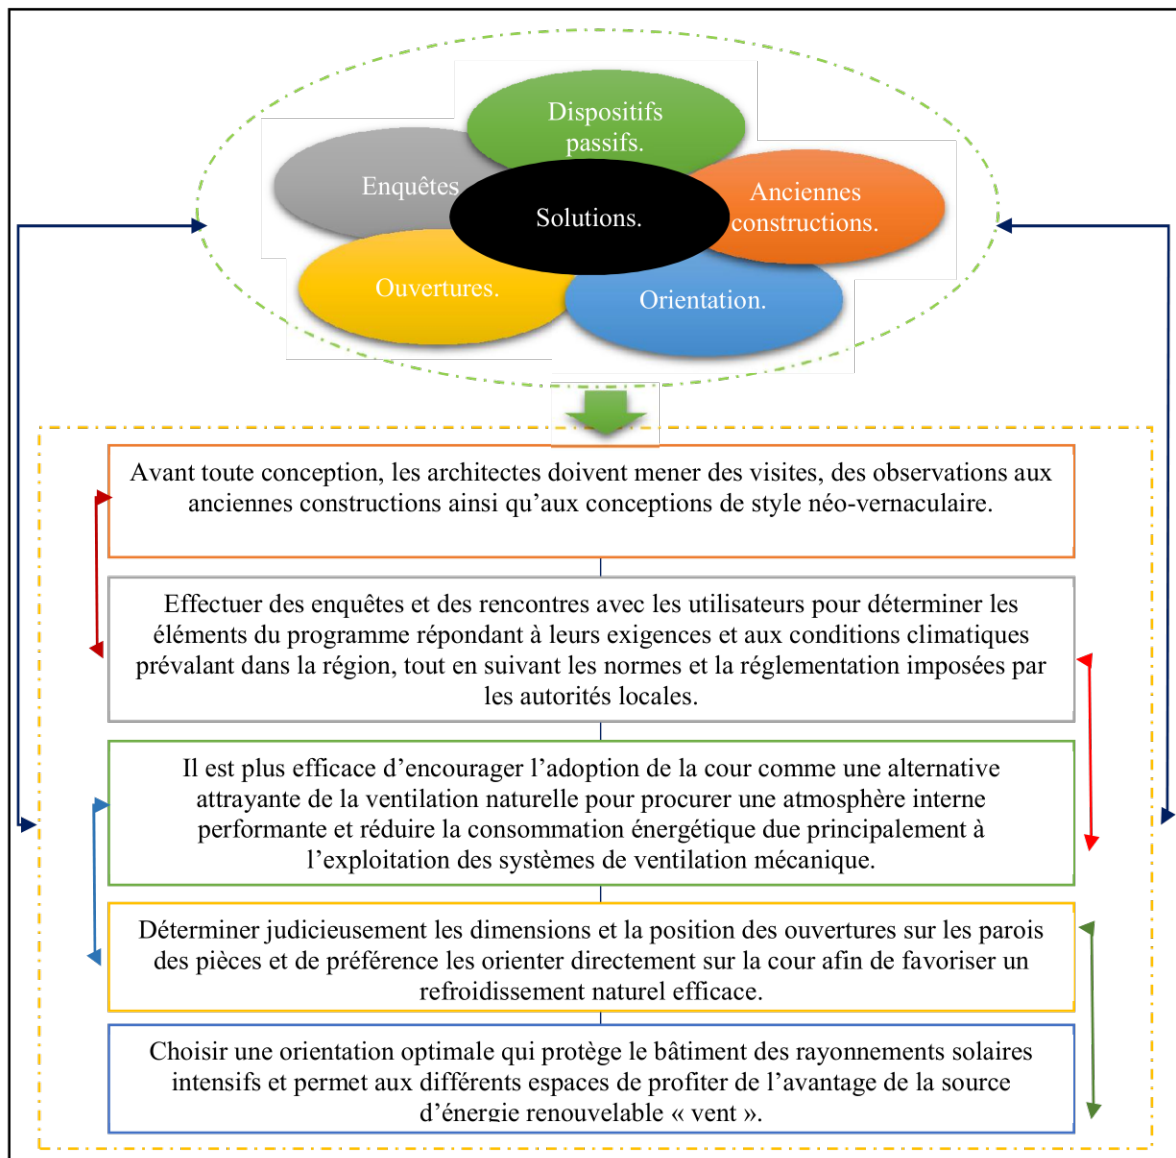 Dispositifs
passifs.
Enquêtes
Anciennes
constructions.
Solutions.
Ouvertures.
Orientation.
Avant toute conception, les architectes doivent mener des visites, des observations aux
anciennes constructions ainsi qu’aux conceptions de style néo-vernaculaire.
Effectuer des enquêtes et des rencontres avec les utilisateurs pour déterminer les
éléments du programme répondant à leurs exigences et aux conditions climatiques
prévalant dans la région, tout en suivant les normes et la réglementation imposées par
les autorités locales.
Il est plus efficace d’encourager l’adoption de la cour comme une alternative
attrayante de la ventilation naturelle pour procurer une atmosphère interne
performante et réduire la consommation énergétique due principalement à
l’exploitation des systèmes de ventilation mécanique.
Déterminer judicieusement les dimensions et la position des ouvertures sur les parois
des pièces et de préférence les orienter directement sur la cour afin de favoriser un
refroidissement naturel efficace.
Choisir une orientation optimale qui protège le bâtiment des rayonnements solaires
intensifs et permet aux différents espaces de profiter de l’avantage de la source
d’énergie renouvelable « vent ».